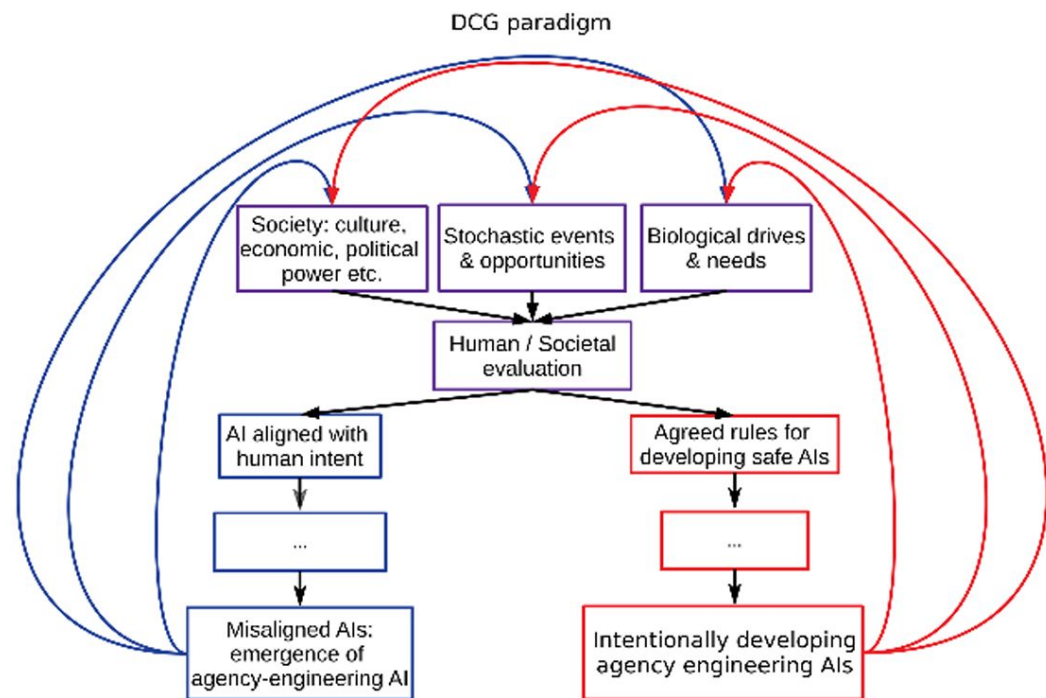 DCG paradigm
Society: culture,
economic, political
power etc.
Stochastic events
& opportunities
Biological drives
& needs
Human / Societal
evaluation
AI aligned with
human intent
Agreed rules for
developing safe AIs
...
...
Misaligned AIs:
emergence of
agency-engineering AI
Intentionally developing
agency engineering AIs